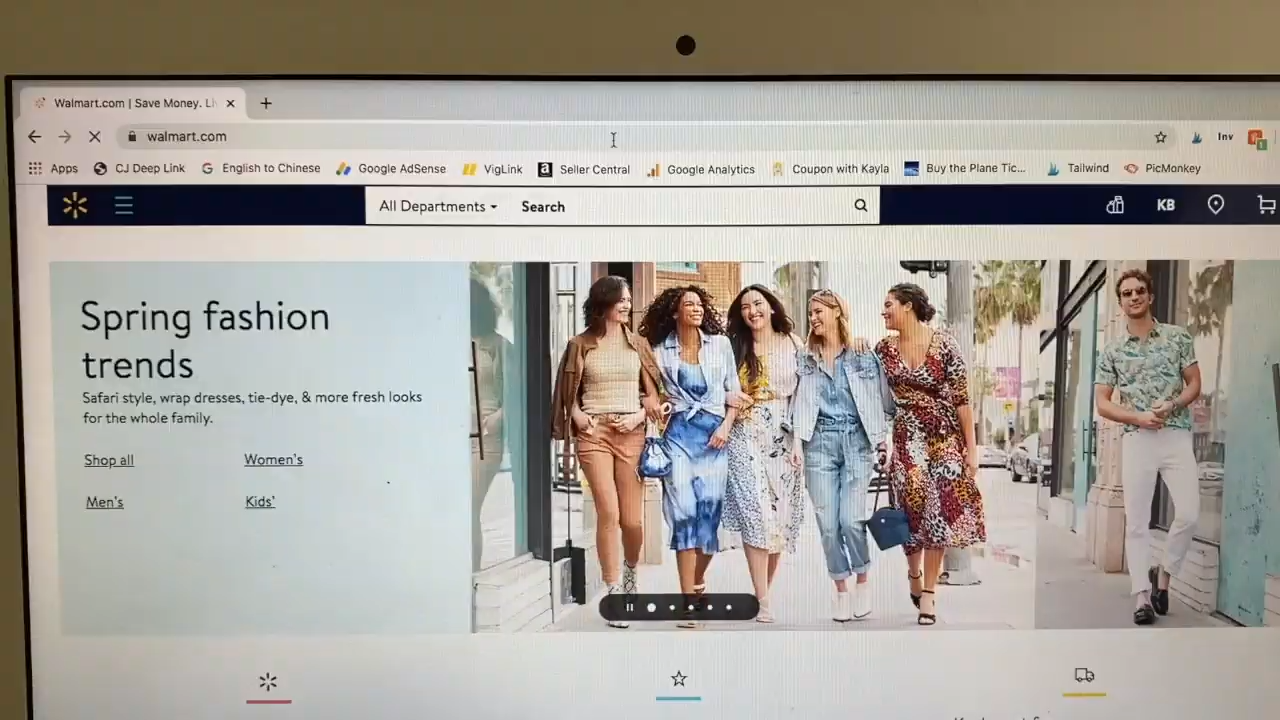 Walmart.com | Save Money. Li
walmart.com
Inv
1
Apps CJ Deep Link English to Chinese Google AdSense VigLink Seller Central Google Analytics Coupon with Kayla Buy the Plane Tic... Tailwind PicMonkey
All Departments Search KB
Spring fashion
trends
Safari style, wrap dresses, tie-dye, & more fresh looks
for the whole family.
Shop all Women's
Men's Kids'